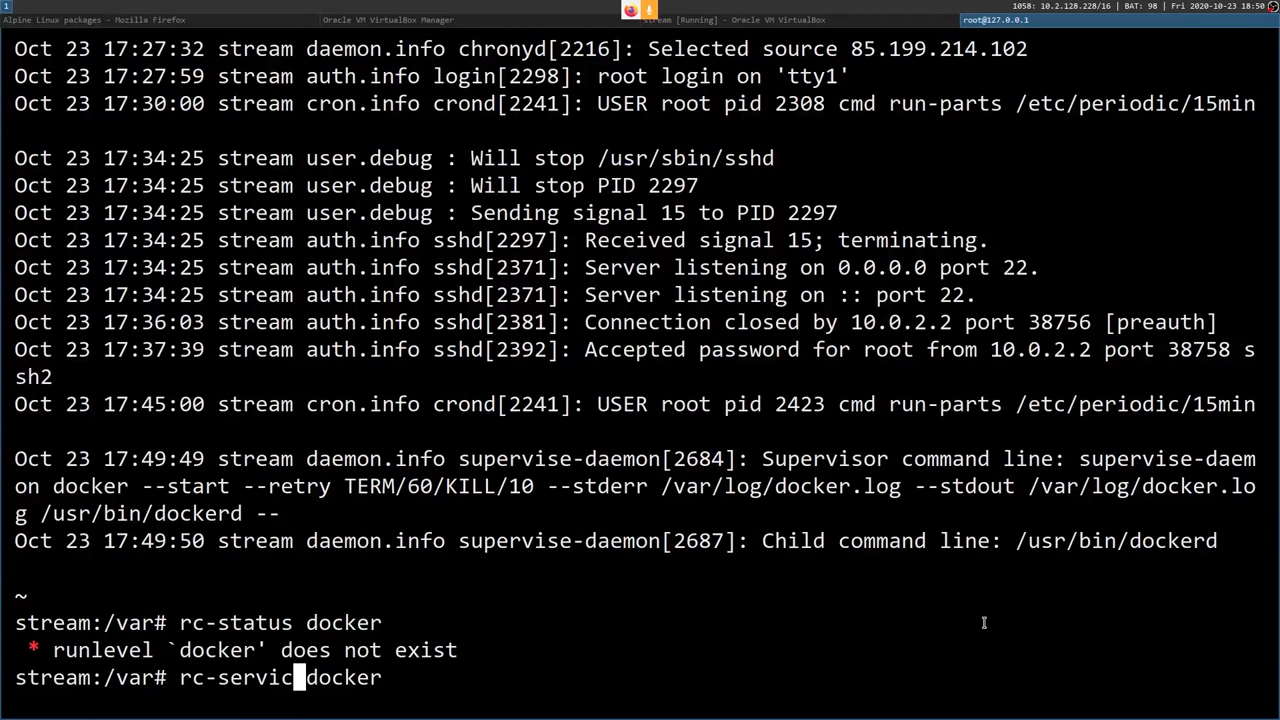 1 1058: 10.2.128.228/16 | BAT: 98 | Fri 2020-10-23 18:50
Alpine Linux packages - Mozilla Firefox Oracle VM VirtualBox Manager stream [Running] - Oracle VM VirtualBox root@127.0.0.1
Oct 23 17:27:32 stream daemon.info chronyd[2216]: Selected source 85.199.214.102
Oct 23 17:27:59 stream auth.info login[2298]: root login on 'tty1'
Oct 23 17:30:00 stream cron.info crond[2241]: USER root pid 2308 cmd run-parts /etc/periodic/15min
Oct 23 17:34:25 stream user.debug : Will stop /usr/sbin/sshd
Oct 23 17:34:25 stream user.debug : Will stop PID 2297
Oct 23 17:34:25 stream user.debug : Sending signal 15 to PID 2297
Oct 23 17:34:25 stream auth.info sshd[2297]: Received signal 15; terminating.
Oct 23 17:34:25 stream auth.info sshd[2371]: Server listening on 0.0.0.0 port 22.
Oct 23 17:34:25 stream auth.info sshd[2371]: Server listening on :: port 22.
Oct 23 17:36:03 stream auth.info sshd[2381]: Connection closed by 10.0.2.2 port 38756 [preauth]
Oct 23 17:37:39 stream auth.info sshd[2392]: Accepted password for root from 10.0.2.2 port 38758 s
sh2
Oct 23 17:45:00 stream cron.info crond[2241]: USER root pid 2423 cmd run-parts /etc/periodic/15min
Oct 23 17:49:49 stream daemon.info supervise-daemon[2684]: Supervisor command line: supervise-daem
on docker --start --retry TERM/60/KILL/10 --stderr /var/log/docker.log --stdout /var/log/docker.lo
g /usr/bin/dockerd --
Oct 23 17:49:50 stream daemon.info supervise-daemon[2687]: Child command line: /usr/bin/dockerd
~
stream:/var# rc-status docker
* runlevel `docker' does not exist
stream:/var# rc-servic docker